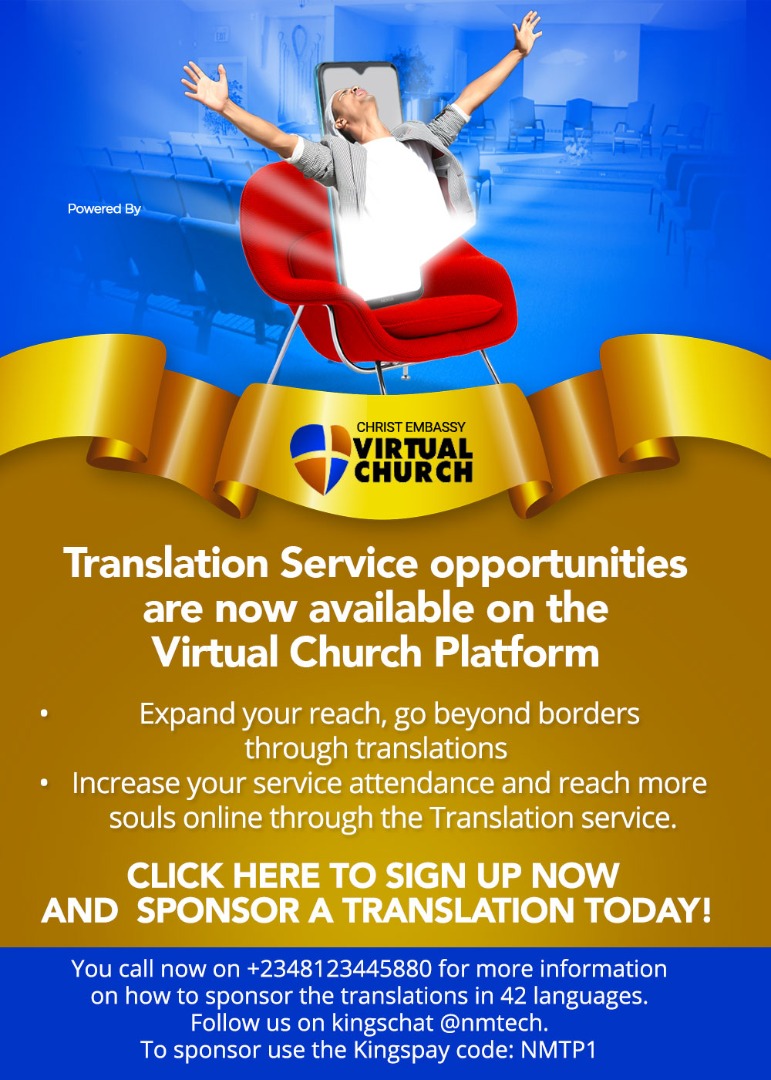 Powered By
CHRIST EMBASSY
VIRTUAL
CHURCH
Translation Service opportunities
are now available on the
Virtual Church Platform
• Expand your reach, go beyond borders
through translations
• Increase your service attendance and reach more
souls online through the Translation service.
CLICK HERE TO SIGN UP NOW
AND SPONSOR A TRANSLATION TODAY!
You call now on +2348123445880 for more information
on how to sponsor the translations in 42 languages.
Follow us on kingschat @nmtech.
To sponsor use the Kingspay code: NMTP1